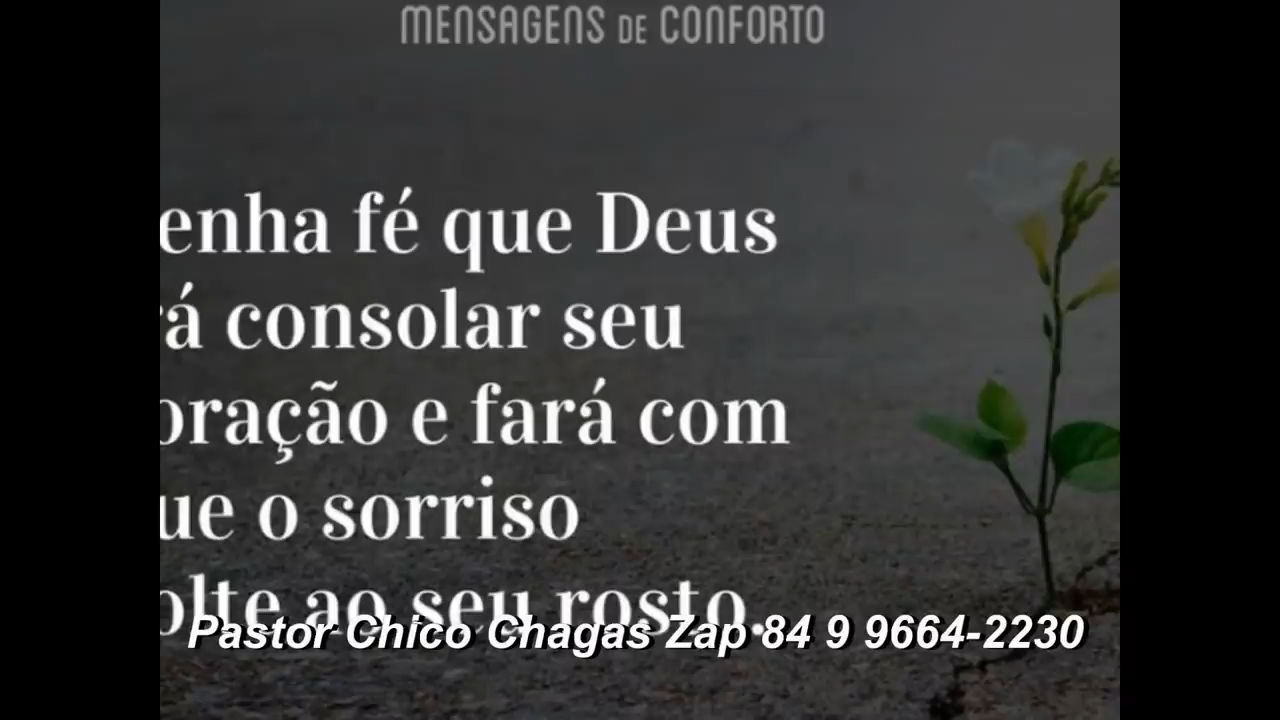 MENSAGENS DE CONFORTO
enha fé que Deus
rá consolar seu
oração e fará com
ue o sorriso
olte ao seu rosto.
Pastor Chico Chagas Zap 84 9 9664-2230